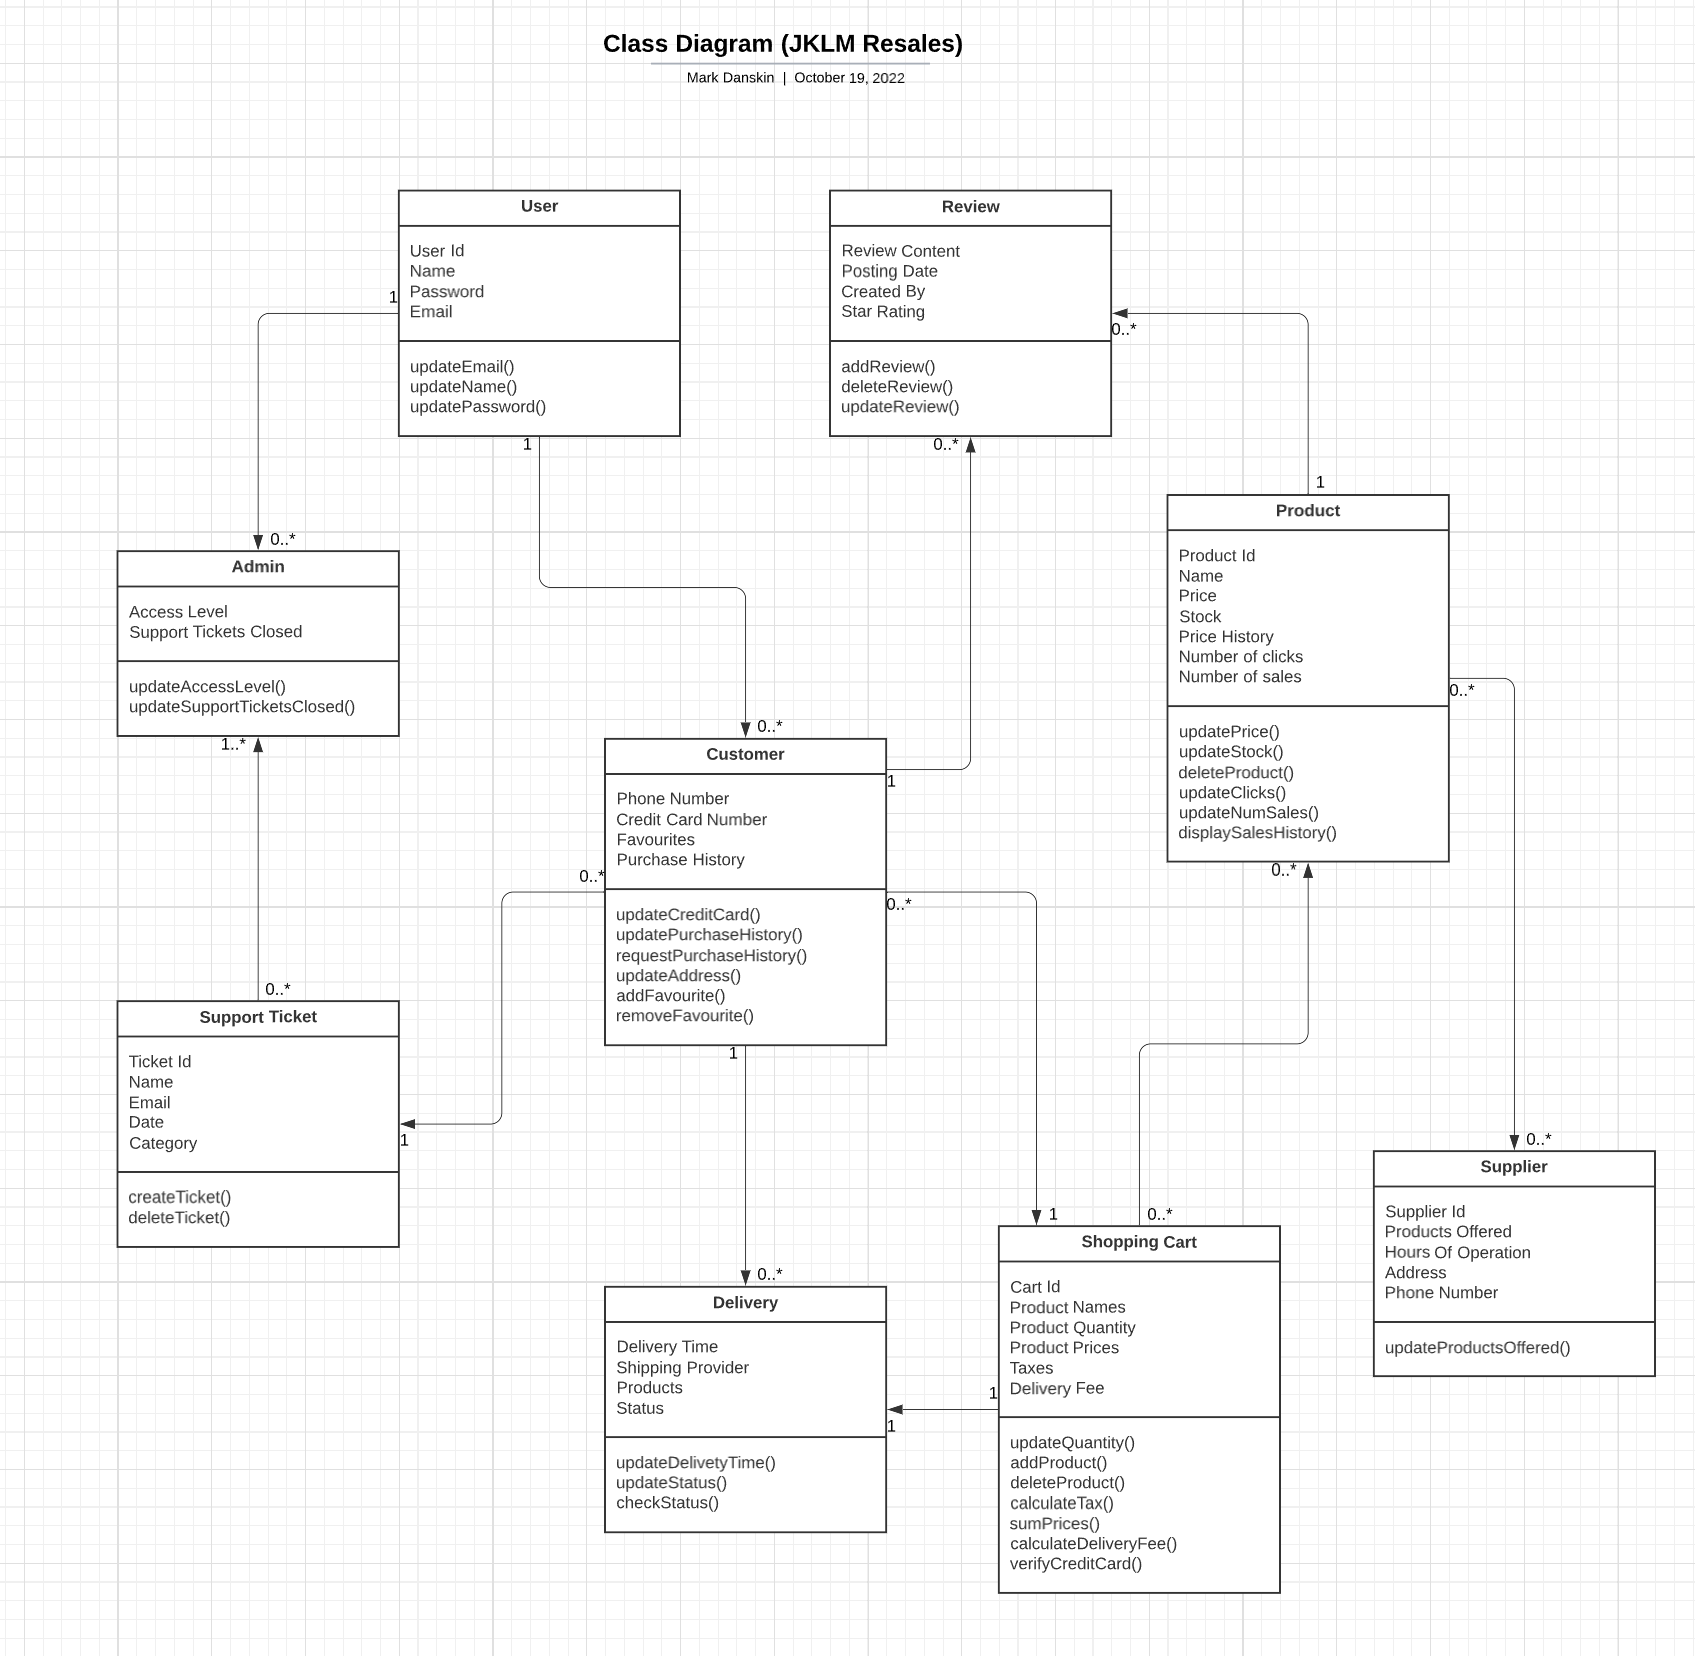 Class Diagram (JKLM Resales)
Mark Danskin | October 19, 2022
User
User Id
Name
Password
Email
updateEmail()
updateName()
updatePassword()
1
1
Review
Review Content
Posting Date
Created By
Star Rating
addReview()
deleteReview()
updateReview()
0..*
0..*
1
Product
Product Id
Name
Price
Stock
Price History
Number of clicks
Number of sales
updatePrice()
updateStock()
deleteProduct()
updateClicks()
updateNumSales()
displaySalesHistory()
0..*
0..*
0..*
Admin
Access Level
Support Tickets Closed
updateAccessLevel()
updateSupportTicketsClosed()
1..*
0..*
Customer
Phone Number
Credit Card Number
Favourites
Purchase History
updateCreditCard()
updatePurchaseHistory()
requestPurchaseHistory()
updateAddress()
addFavourite()
removeFavourite()
1
0..*
0..*
1
0..*
Support Ticket
Ticket Id
Name
Email
Date
Category
createTicket()
deleteTicket()
1
0..*
Delivery
Delivery Time
Shipping Provider
Products
Status
updateDelivetyTime()
updateStatus()
checkStatus()
1
1
1
0..*
Shopping Cart
Cart Id
Product Names
Product Quantity
Product Prices
Taxes
Delivery Fee
updateQuantity()
addProduct()
deleteProduct()
calculateTax()
sumPrices()
calculateDeliveryFee()
verifyCreditCard()
0..*
Supplier
Supplier Id
Products Offered
Hours Of Operation
Address
Phone Number
updateProductsOffered()